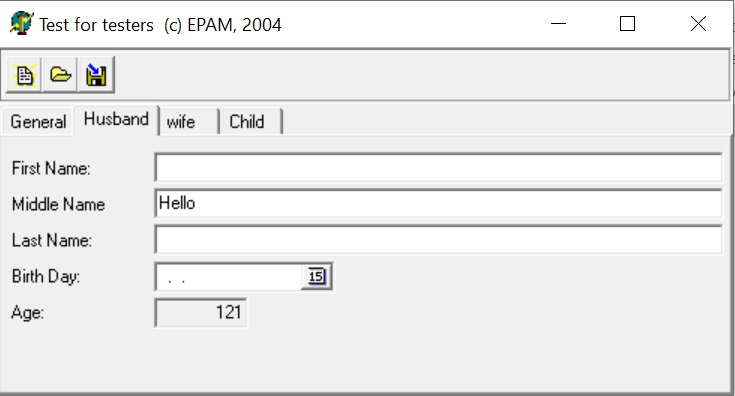 Test for testers (c) EPAM, 2004
General Husband wife Child
First Name:
Middle Name Hello
Last Name:
Birth Day: . . 15
Age: 121